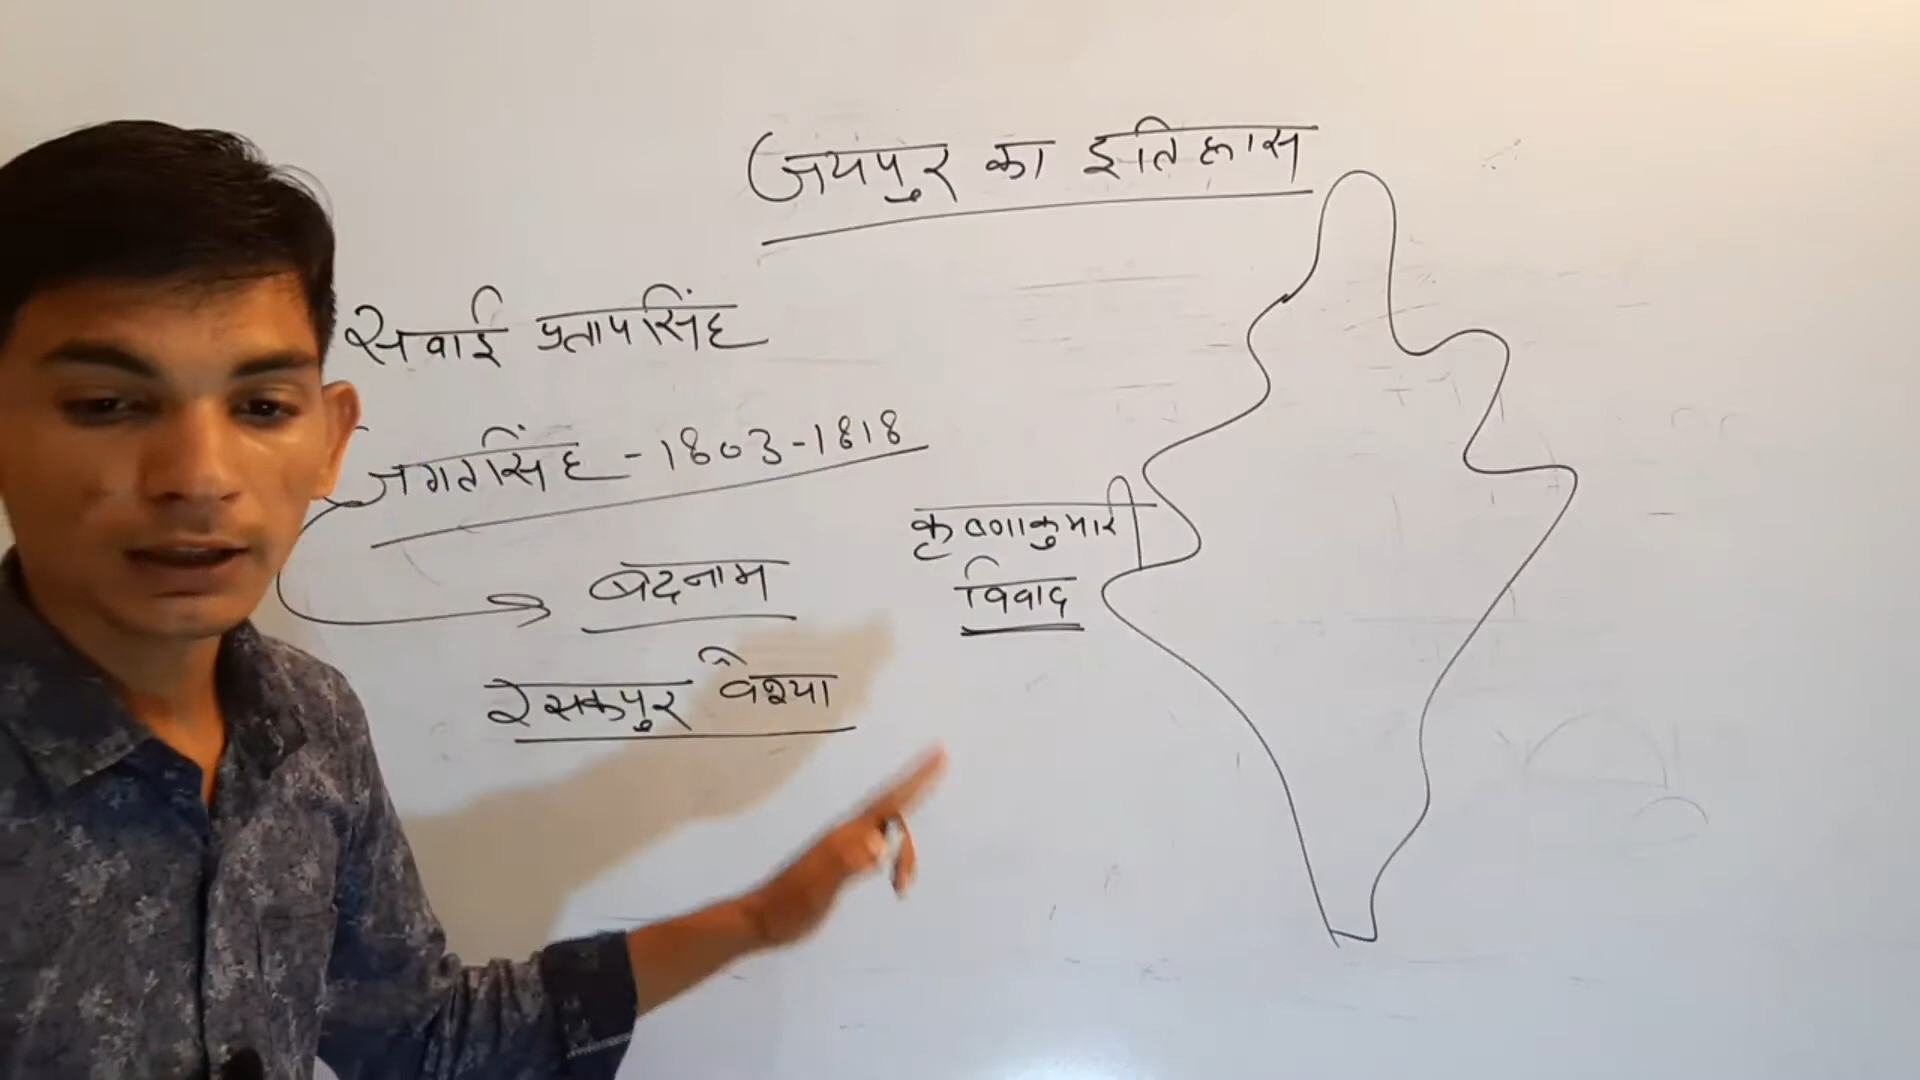 जयपुर का इतिहास
सवाई प्रतापसिंह
जगतसिंह - 1803-1818
कृष्णाकुमारी
विवाद
बदनाम
रसकपुर वेश्या